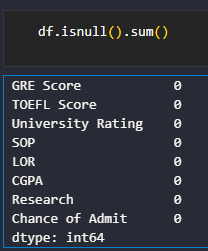 df.isnull().sum()
GRE Score 0
TOEFL Score 0
University Rating 0
SOP 0
LOR 0
CGPA 0
Research 0
Chance of Admit 0
dtype: int64